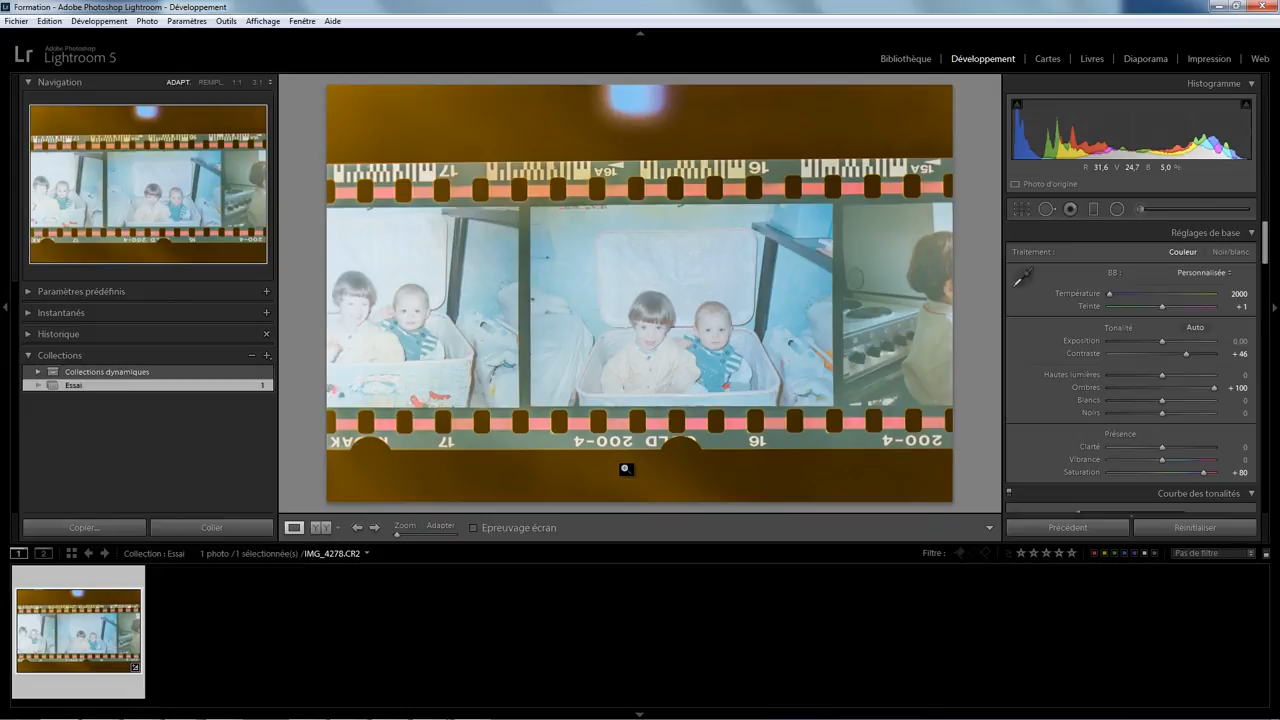 Formation - Adobe Photoshop Lightroom - Développement
Fichier Edition Développement Photo Paramètres Outils Affichage Fenêtre Aide
Lr Adobe Photoshop Lightroom 5
Bibliothèque Développement Cartes Livres Diaporama Impression Web
Navigation ADAPT. REMPL. 1:1 3:1
Histogramme
R 31,6 V 24,7 B 5,0 %
Photo d'origine
Réglages de base
Traitement : Couleur Noir/blanc
BB : Personnalisée
Température 2000
Teinte + 1
Tonalité Auto
Exposition 0,00
Contraste + 46
Hautes lumières 0
Ombres + 100
Blancs 0
Noirs 0
Présence
Clarté 0
Vibrance 0
Saturation + 80
Courbe des tonalités
Paramètres prédéfinis
Instantanés
Historique
Collections
Collections dynamiques
Essai 1
17 16A 16 15A
KODAK 17 200-4 GOLD 16 200-4
Copier... Coller
Y Y Zoom Adapter Epreuvage écran
Précédent Réinitialiser
1 2 Collection : Essai 1 photo /1 sélectionnée(s) /IMG_4278.CR2
Filtre : Pas de filtre